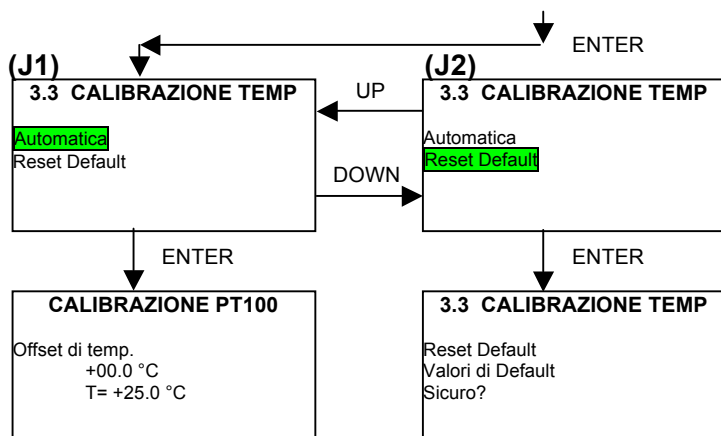 ENTER
(J1)
3.3 CALIBRAZIONE TEMP
Automatica
Reset Default
UP
DOWN
(J2)
3.3 CALIBRAZIONE TEMP
Automatica
Reset Default
ENTER
CALIBRAZIONE PT100
Offset di temp.
+00.0 °C
T= +25.0 °C
ENTER
3.3 CALIBRAZIONE TEMP
Reset Default
Valori di Default
Sicuro?